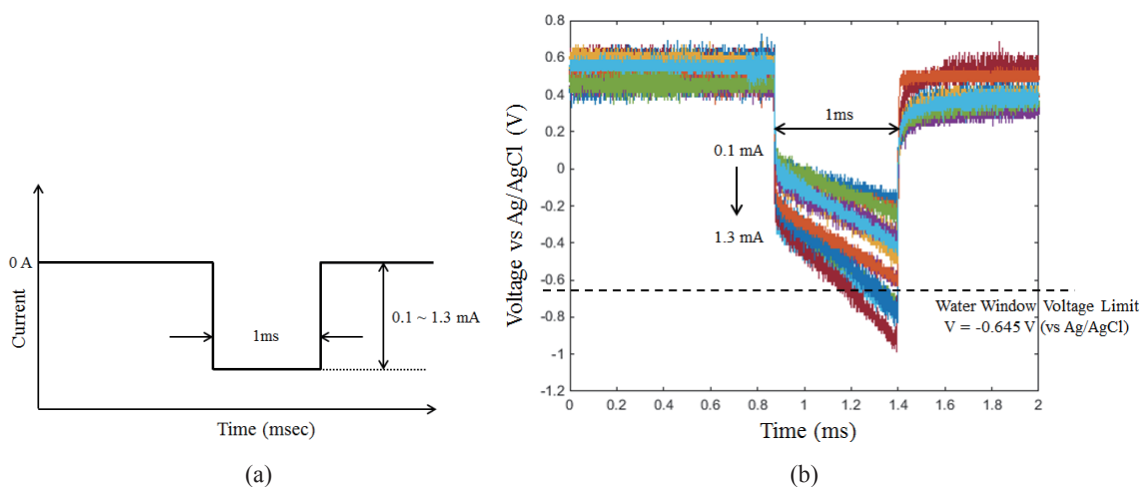 0 A
Current
1ms
0.1 ~ 1.3 mA
Time (msec)
(a)
Voltage vs Ag/AgCl (V)
0.8
0.6
0.4
0.2
0
-0.2
-0.4
-0.6
-0.8
-1
-1.2
1ms
0.1 mA
1.3 mA
Water Window Voltage Limit
V = -0.645 V (vs Ag/AgCl)
0 0.2 0.4 0.6 0.8 1 1.2 1.4 1.6 1.8 2
Time (ms)
(b)